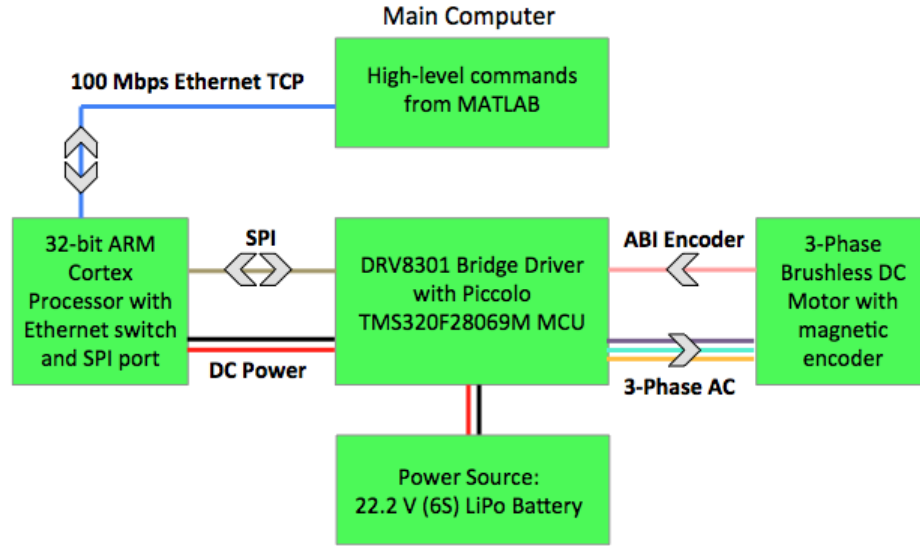 Main Computer
High-level commands
from MATLAB
100 Mbps Ethernet TCP
32-bit ARM
Cortex
Processor with
Ethernet switch
and SPI port
SPI
DC Power
DRV8301 Bridge Driver
with Piccolo
TMS320F28069M MCU
ABI Encoder
3-Phase AC
3-Phase
Brushless DC
Motor with
magnetic
encoder
Power Source:
22.2 V (6S) LiPo Battery